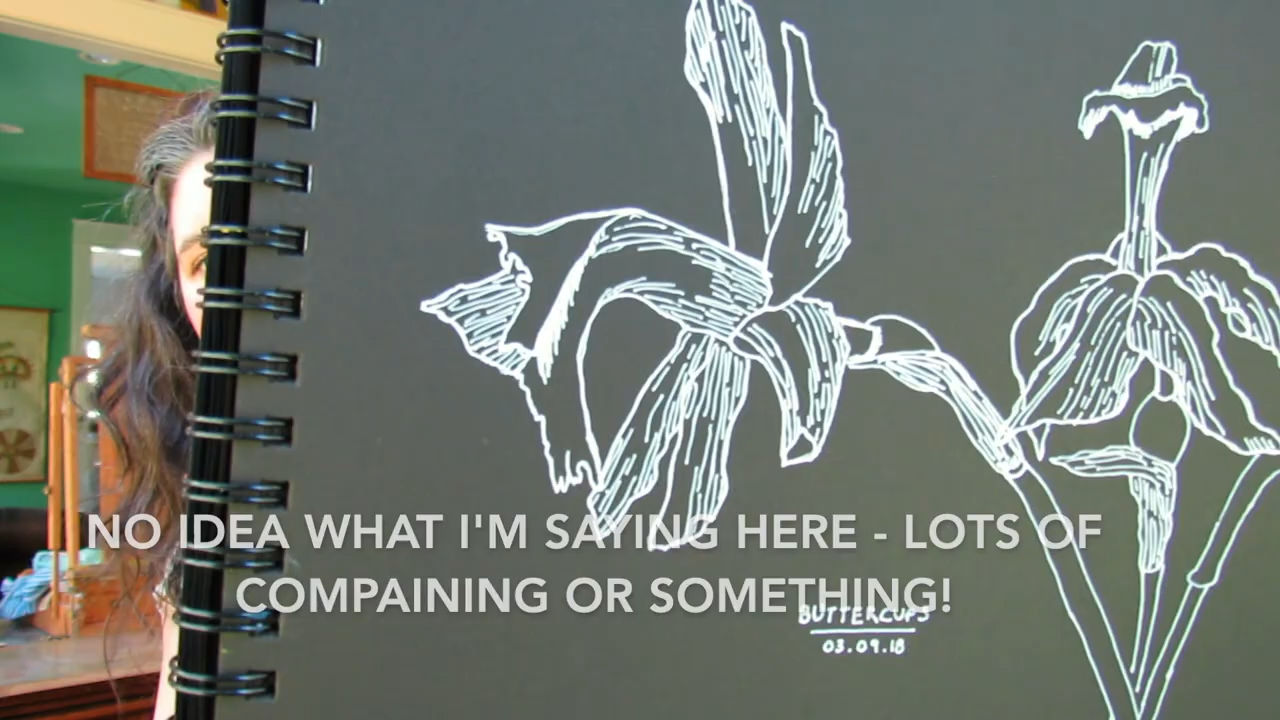 NO IDEA WHAT I'M SAYING HERE - LOTS OF
COMPAINING OR SOMETHING!
BUTTERCUPS
03.09.18